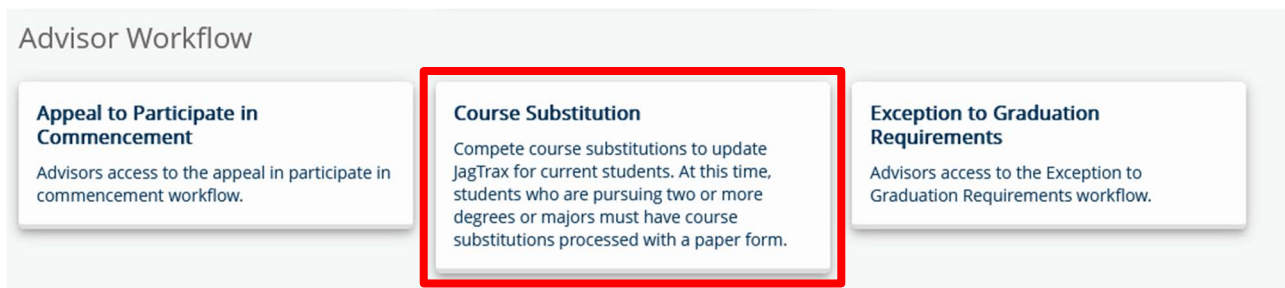 Advisor Workflow
Appeal to Participate in
Commencement
Advisors access to the appeal in participate in
commencement workflow.
Course Substitution
Compete course substitutions to update
JagTrax for current students. At this time,
students who are pursuing two or more
degrees or majors must have course
substitutions processed with a paper form.
Exception to Graduation
Requirements
Advisors access to the Exception to
Graduation Requirements workflow.